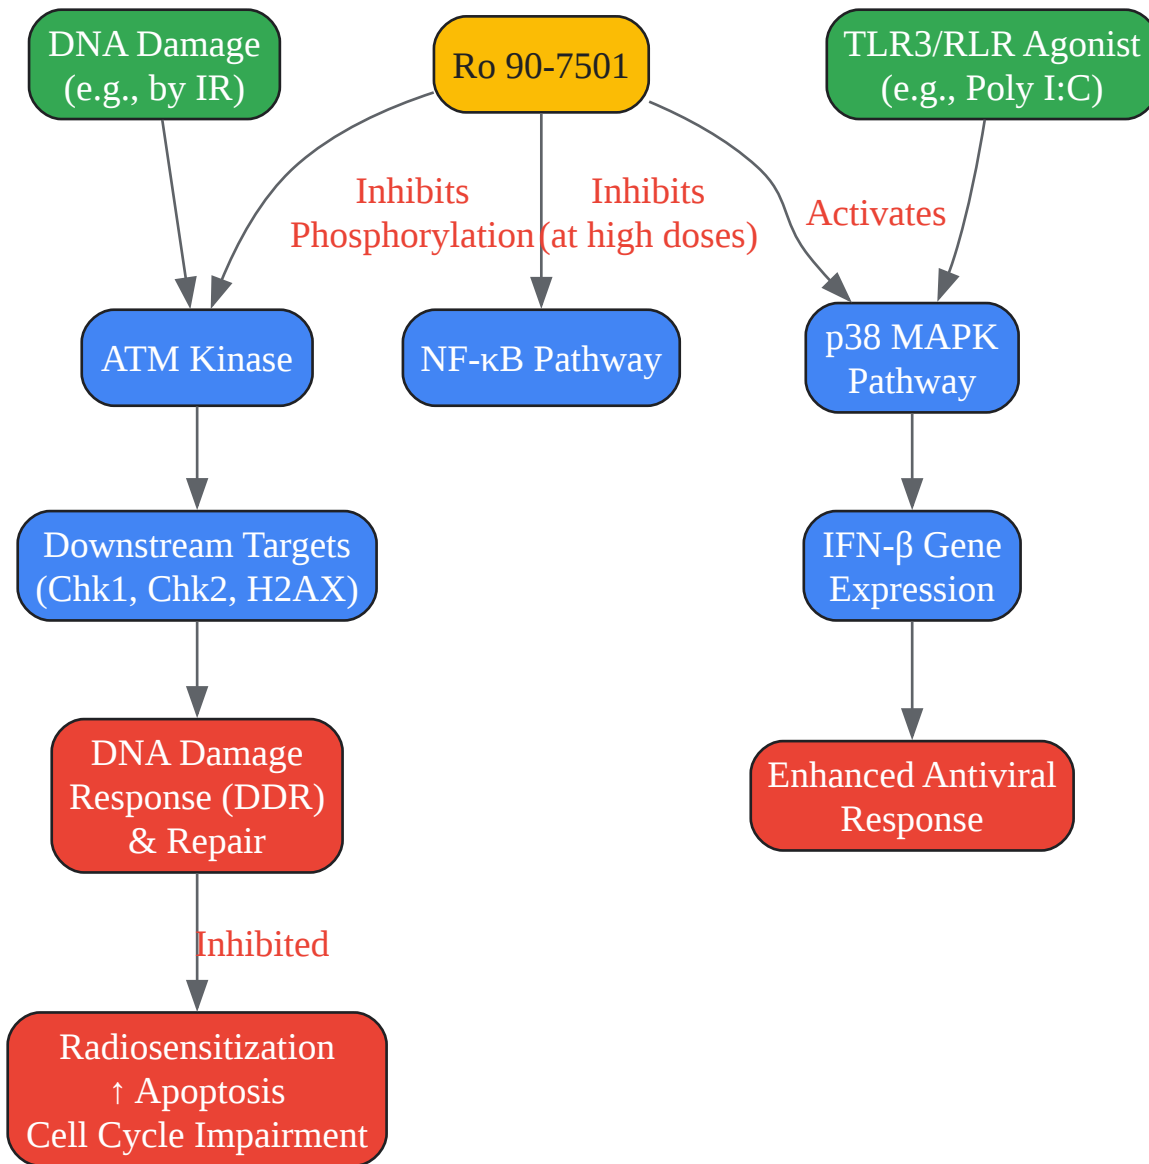 DNA Damage
(e.g., by IR)
Ro 90-7501
TLR3/RLR Agonist
(e.g., Poly I:C)
Inhibits
Phosphorylation
Inhibits
(at high doses)
Activates
ATM Kinase
NF-κB Pathway
p38 MAPK
Pathway
Downstream Targets
(Chk1, Chk2, H2AX)
IFN-β Gene
Expression
DNA Damage
Response (DDR)
& Repair
Enhanced Antiviral
Response
Inhibited
Radiosensitization
↑ Apoptosis
Cell Cycle Impairment